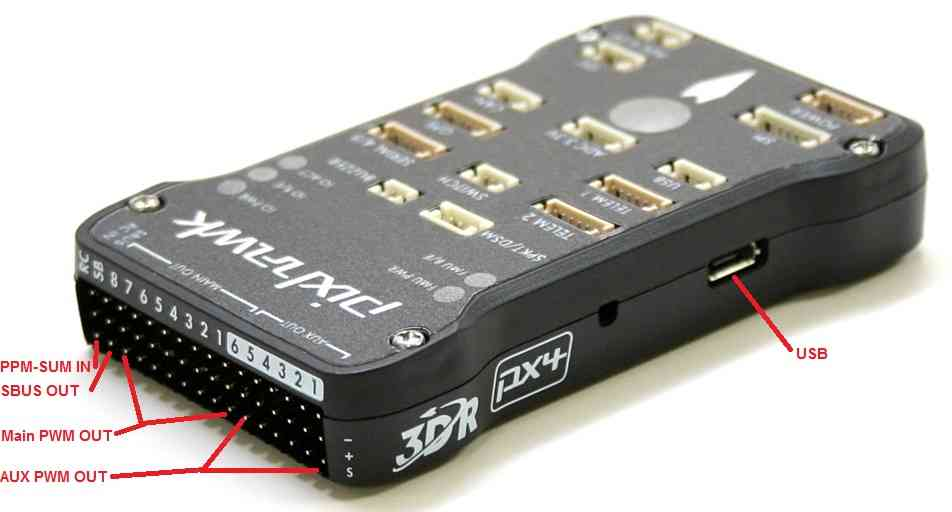 POWER
SPI
ADC 3.3V
USB
CAN
I2C
SERIAL 4/5
TELEM 1
TELEM 2
SWITCH
BUZZER
SPKT/DSM
FMU PWR
pixhawk
MAIN OUT
AUX OUT
RC
SB
8 7 6 5 4 3 2 1
6 5 4 3 2 1
− + S
3DR
px4
PPM-SUM IN
SBUS OUT
Main PWM OUT
AUX PWM OUT
USB